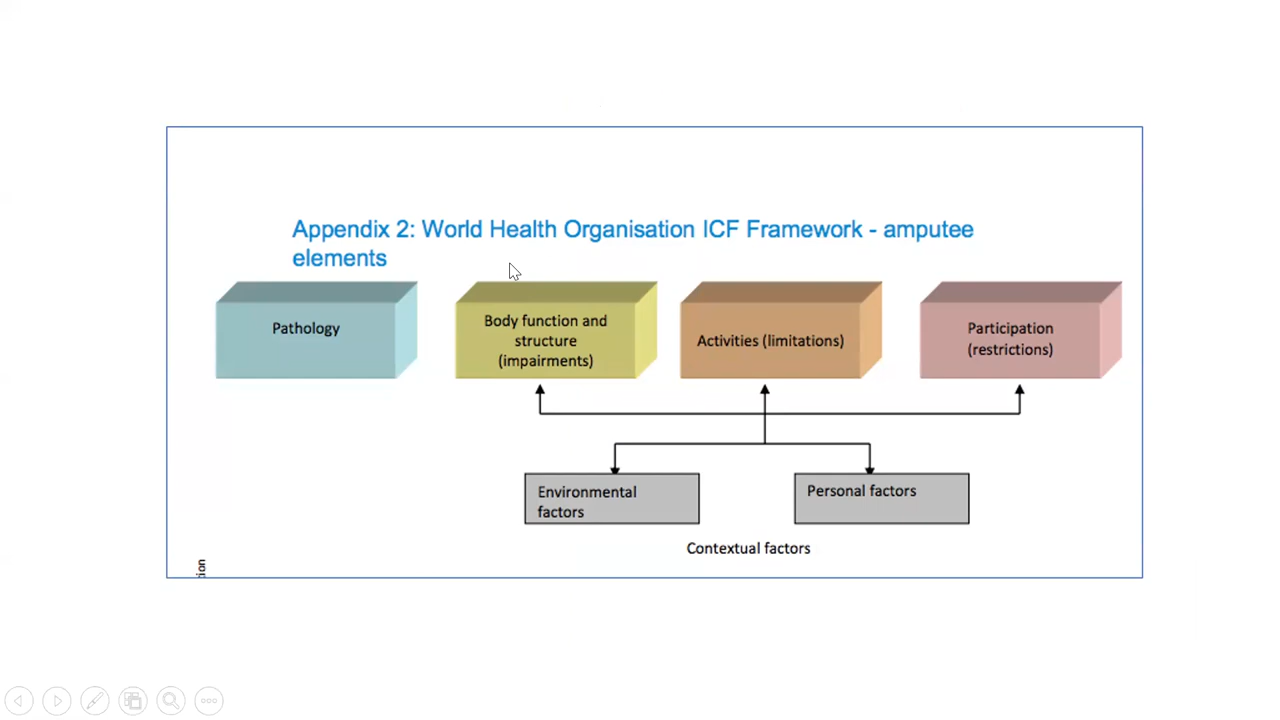 Appendix 2: World Health Organisation ICF Framework - amputee
elements
Pathology
Body function and
structure
(impairments)
Activities (limitations)
Participation
(restrictions)
Environmental
factors
Personal factors
Contextual factors
tion